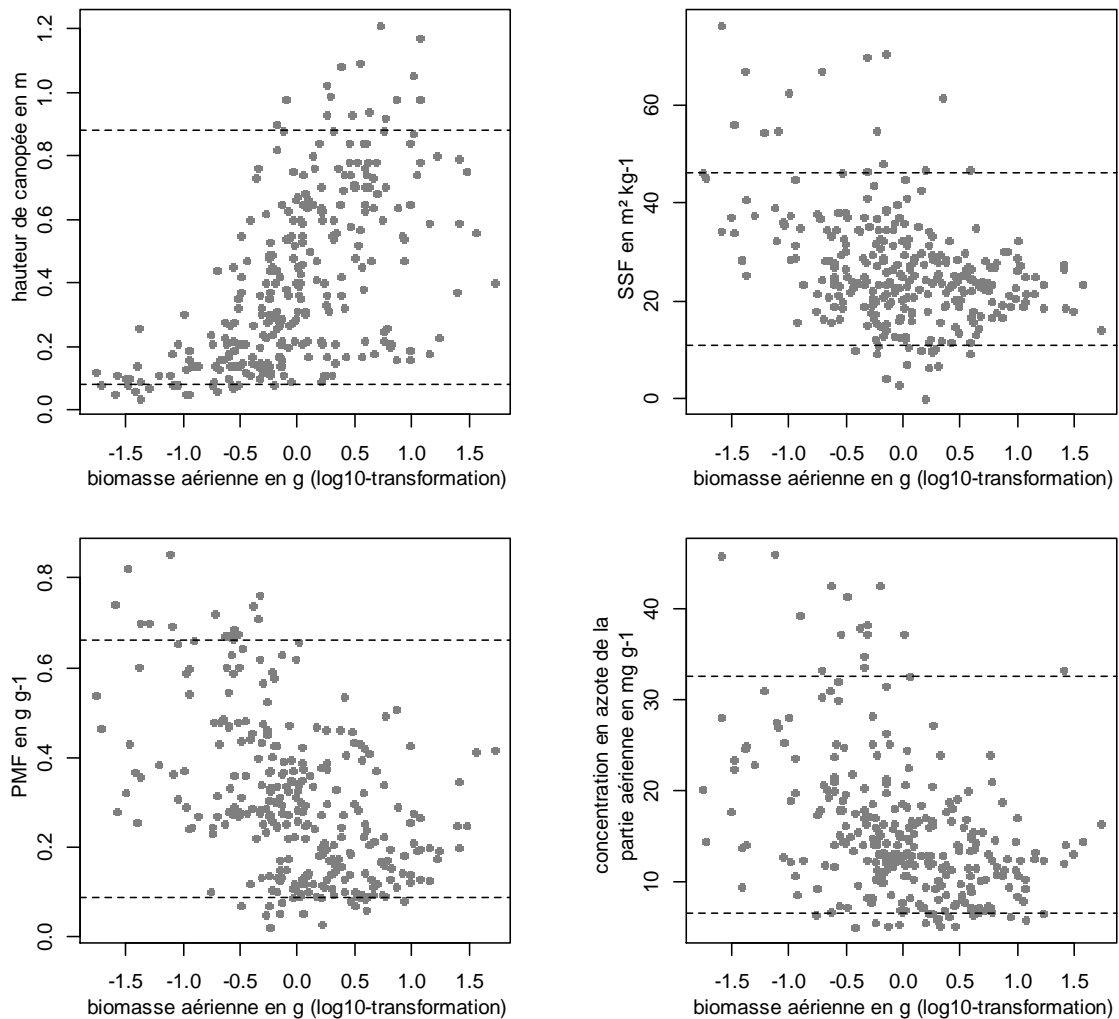 hauteur de canopée en m
0.0 0.2 0.4 0.6 0.8 1.0 1.2
-1.5 -1.0 -0.5 0.0 0.5 1.0 1.5
biomasse aérienne en g (log10-transformation)
SSF en m² kg-1
0 20 40 60
-1.5 -1.0 -0.5 0.0 0.5 1.0 1.5
biomasse aérienne en g (log10-transformation)
PMF en g g-1
0.0 0.2 0.4 0.6 0.8
-1.5 -1.0 -0.5 0.0 0.5 1.0 1.5
biomasse aérienne en g (log10-transformation)
concentration en azote de la
partie aérienne en mg g-1
10 20 30 40
-1.5 -1.0 -0.5 0.0 0.5 1.0 1.5
biomasse aérienne en g (log10-transformation)